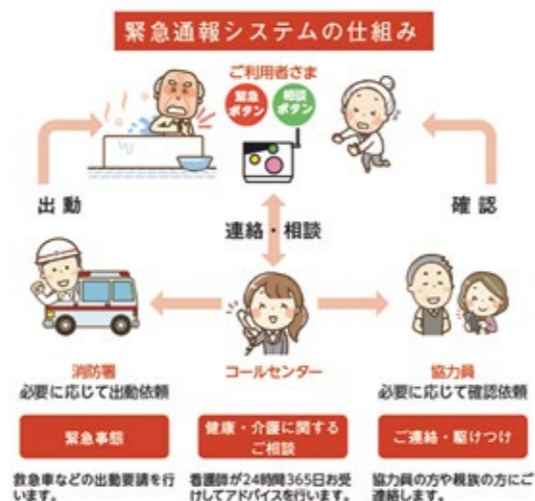 緊急通報システムの仕組み
ご利用者さま
緊急
ボタン
相談
ボタン
出動
連絡・相談
確認
消防署
必要に応じて出動依頼
コールセンター
協力員
必要に応じて確認依頼
緊急事態
健康・介護に関する
ご相談
ご連絡・駆けつけ
救急車などの出動要請を行
います。
看護師が24時間365日お受
けしてアドバイスを行います。
協力員の方や親族の方にご
連絡します。